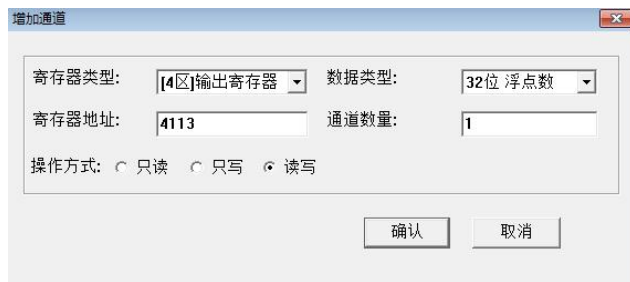 增加通道
寄存器类型: [4区]输出寄存器 数据类型: 32位 浮点数
寄存器地址: 4113 通道数量: 1
操作方式: 只读 只写 读写
确认 取消